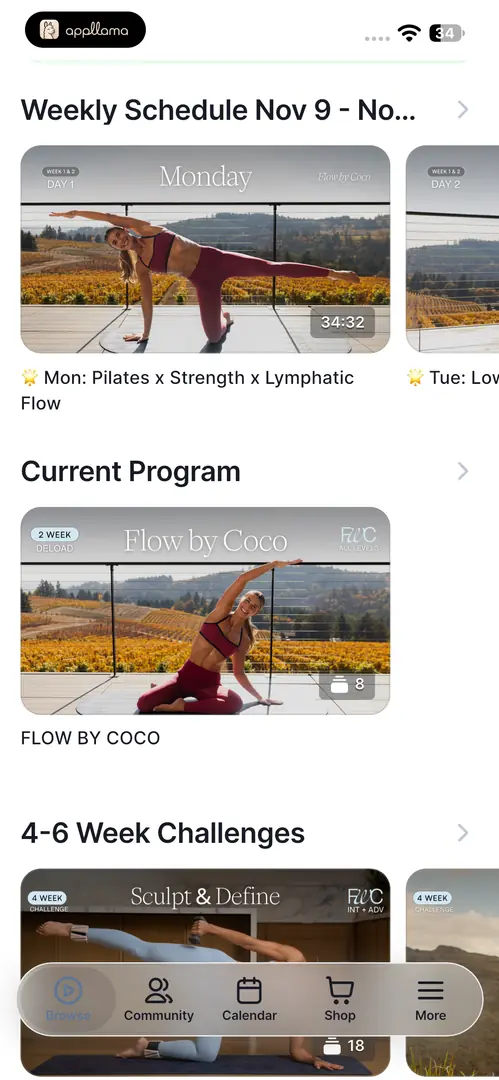 appllama
34
Weekly Schedule Nov 9 - No...
WEEK 1 & 2
DAY 1
Monday
Flow by Coco
34:32
WEEK 1 & 2
DAY 2
🌟 Mon: Pilates x Strength x Lymphatic
Flow
🌟 Tue: Low
Current Program
2 WEEK
DELOAD
Flow by Coco
FWC
ALL LEVELS
8
FLOW BY COCO
4-6 Week Challenges
4 WEEK
CHALLENGE
Sculpt & Define
FWC
INT + ADV
4 WEEK
CHALLENGE
18
Browse
Community
Calendar
Shop
More